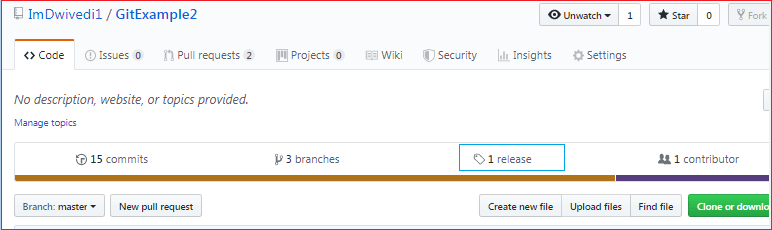 ImDwivedi1 / GitExample2 Unwatch 1 Star 0 Fork
Code Issues 0 Pull requests 2 Projects 0 Wiki Security Insights Settings
No description, website, or topics provided.
Manage topics
15 commits 3 branches 1 release 1 contributor
Branch: master New pull request Create new file Upload files Find file Clone or downlo